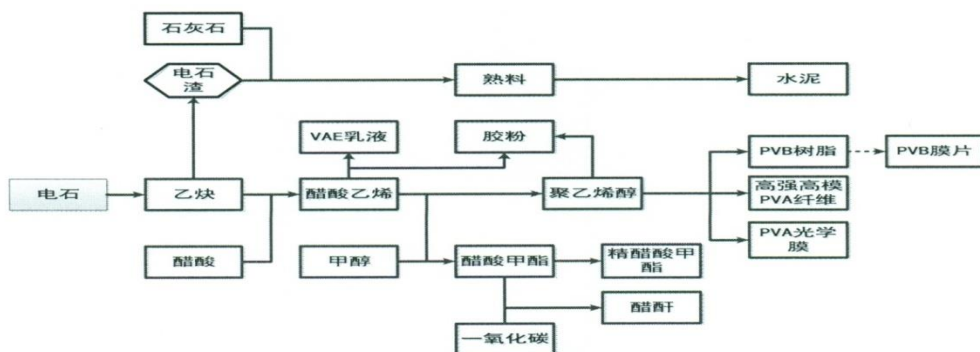 石灰石
电石
渣
熟料
水泥
VAE乳液
胶粉
PVB树脂
PVB膜片
电石
乙炔
醋酸乙烯
聚乙烯醇
高强高模
PVA纤维
醋酸
甲醇
醋酸甲酯
精醋酸甲
酯
PVA光学
膜
醋酐
一氧化碳